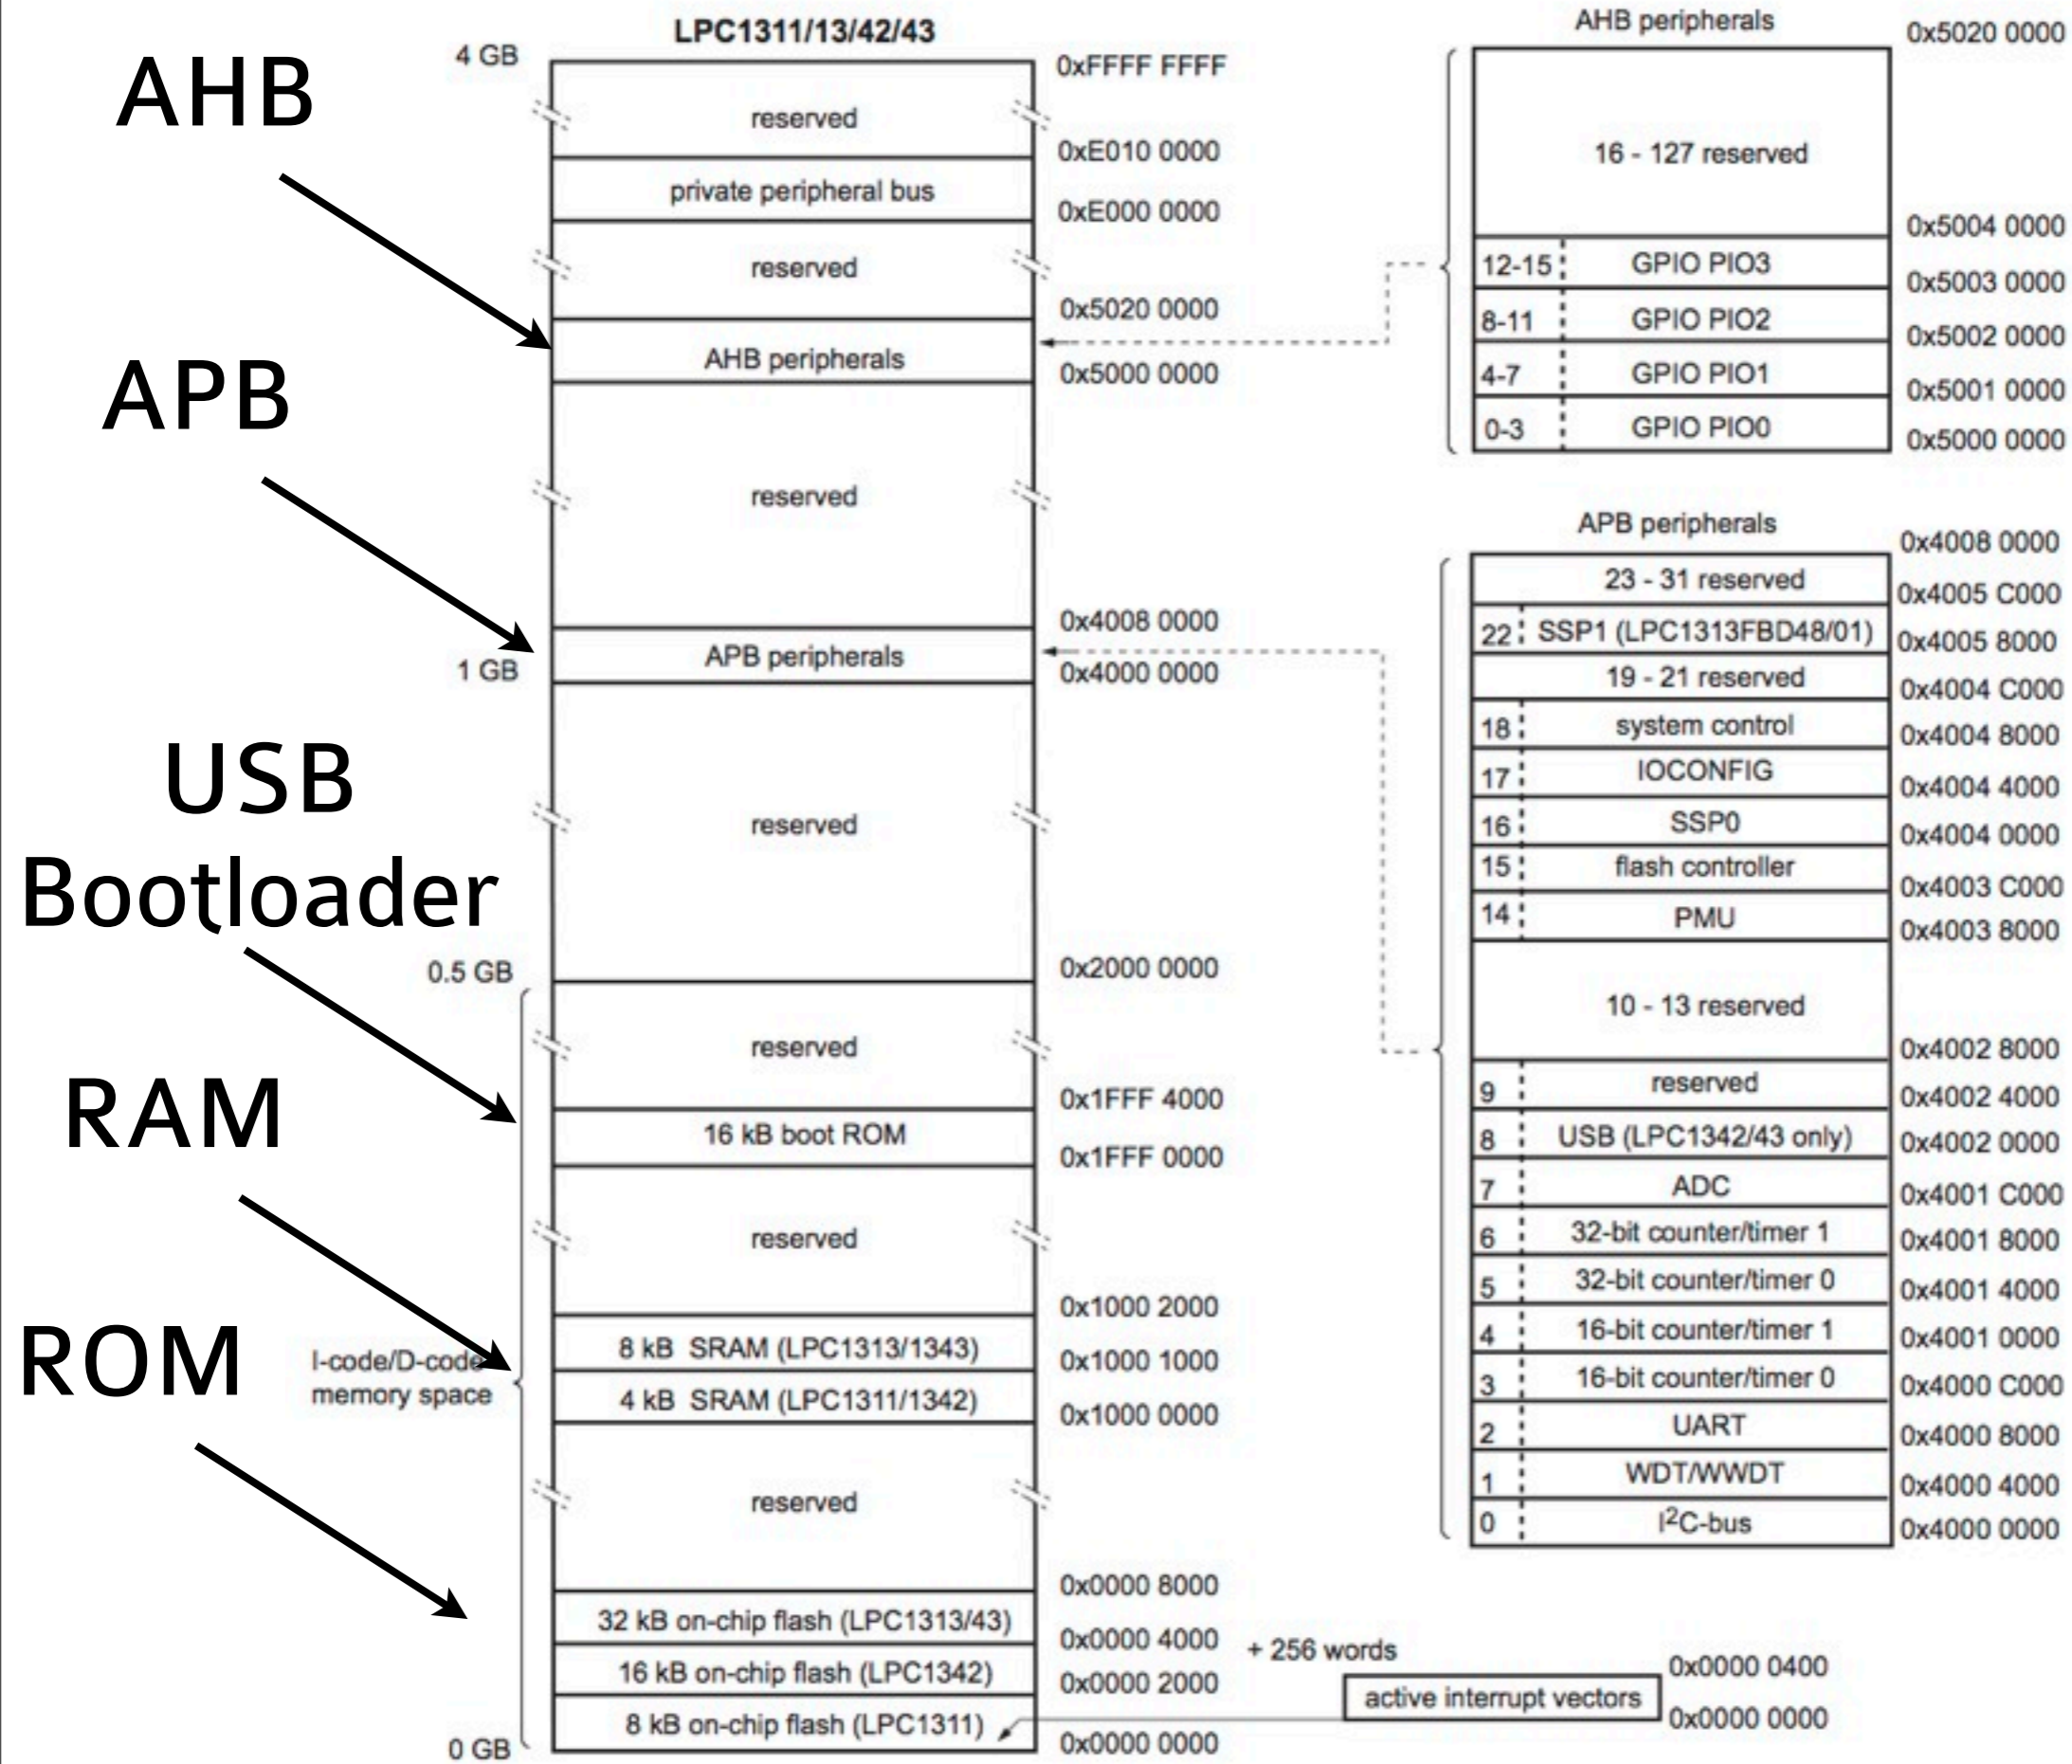 AHB
APB
USB
Bootloader
RAM
ROM
LPC1311/13/42/43
4 GB
0xFFFF FFFF
reserved
0xE010 0000
private peripheral bus
0xE000 0000
reserved
0x5020 0000
AHB peripherals
0x5000 0000
reserved
0x4008 0000
APB peripherals
1 GB
0x4000 0000
reserved
0.5 GB
0x2000 0000
reserved
0x1FFF 4000
16 kB boot ROM
0x1FFF 0000
reserved
0x1000 2000
8 kB SRAM (LPC1313/1343)
I-code/D-code
memory space
0x1000 1000
4 kB SRAM (LPC1311/1342)
0x1000 0000
reserved
0x0000 8000
32 kB on-chip flash (LPC1313/43)
0x0000 4000
16 kB on-chip flash (LPC1342)
0x0000 2000
8 kB on-chip flash (LPC1311)
0 GB
0x0000 0000
+ 256 words
0x0000 0400
active interrupt vectors
0x0000 0000
AHB peripherals
0x5020 0000
16 - 127 reserved
0x5004 0000
12-15 GPIO PIO3
0x5003 0000
8-11 GPIO PIO2
0x5002 0000
4-7 GPIO PIO1
0x5001 0000
0-3 GPIO PIO0
0x5000 0000
APB peripherals
0x4008 0000
23 - 31 reserved
0x4005 C000
22 SSP1 (LPC1313FBD48/01)
0x4005 8000
19 - 21 reserved
0x4004 C000
18 system control
0x4004 8000
17 IOCONFIG
0x4004 4000
16 SSP0
0x4004 0000
15 flash controller
0x4003 C000
14 PMU
0x4003 8000
10 - 13 reserved
0x4002 8000
9 reserved
0x4002 4000
8 USB (LPC1342/43 only)
0x4002 0000
7 ADC
0x4001 C000
6 32-bit counter/timer 1
0x4001 8000
5 32-bit counter/timer 0
0x4001 4000
4 16-bit counter/timer 1
0x4001 0000
3 16-bit counter/timer 0
0x4000 C000
2 UART
0x4000 8000
1 WDT/WWDT
0x4000 4000
0 I²C-bus
0x4000 0000